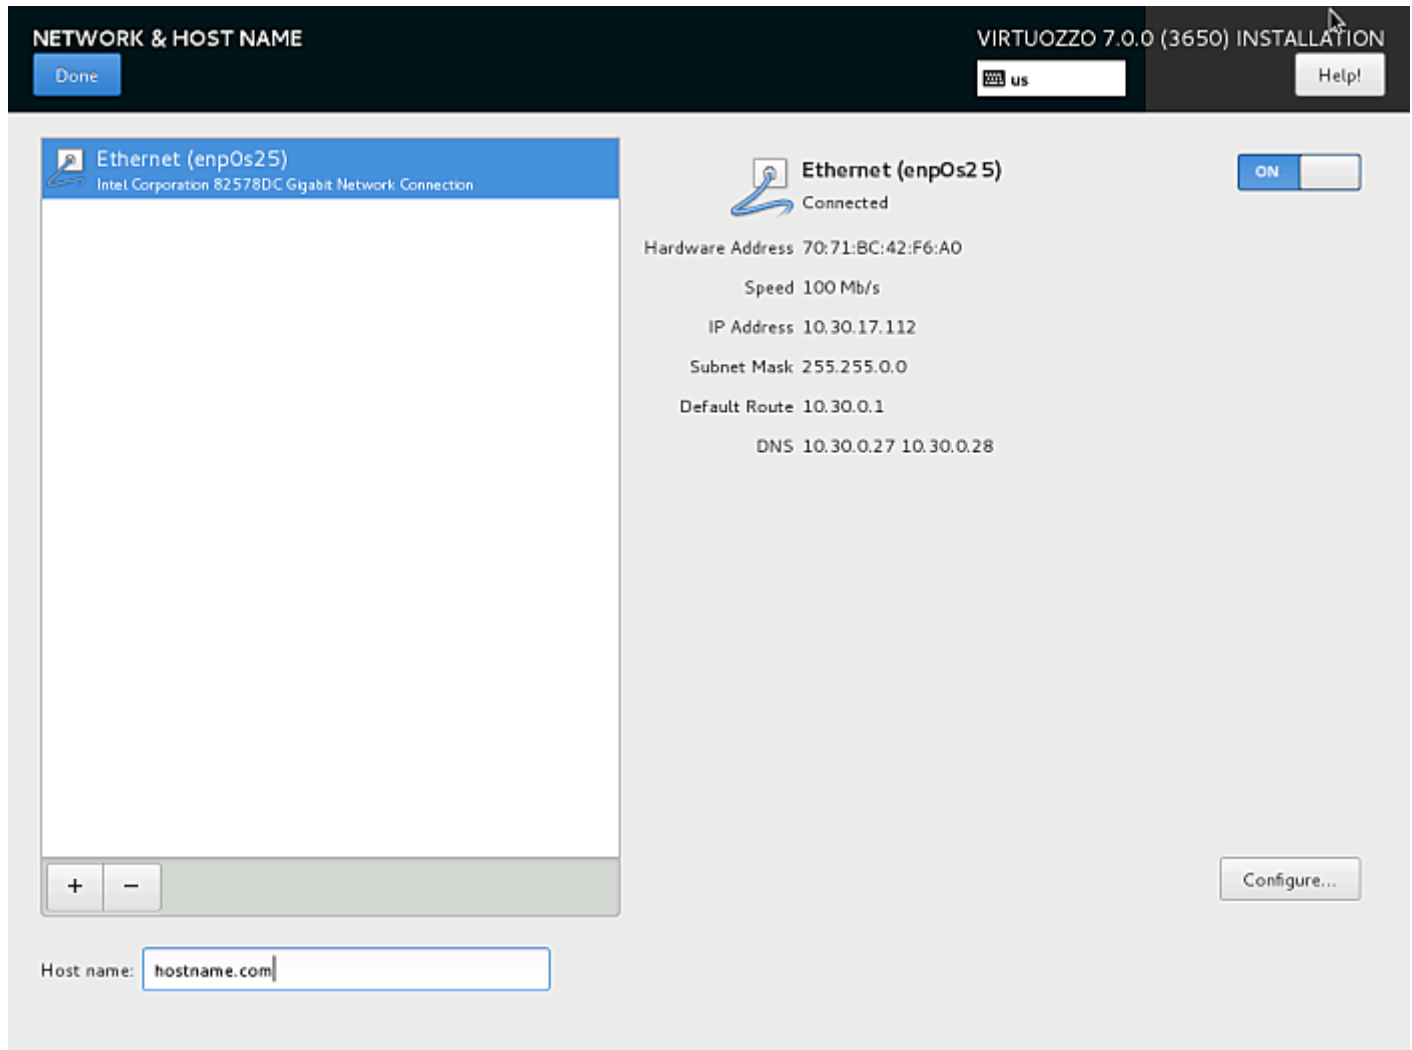 NETWORK & HOST NAME
VIRTUOZZO 7.0.0 (3650) INSTALLATION
Done
us
Help!
Ethernet (enp0s25)
Intel Corporation 82578DC Gigabit Network Connection
Ethernet (enp0s25)
Connected
ON
Hardware Address 70:71:BC:42:F6:A0
Speed 100 Mb/s
IP Address 10.30.17.112
Subnet Mask 255.255.0.0
Default Route 10.30.0.1
DNS 10.30.0.27 10.30.0.28
+ −
Configure...
Host name: hostname.com